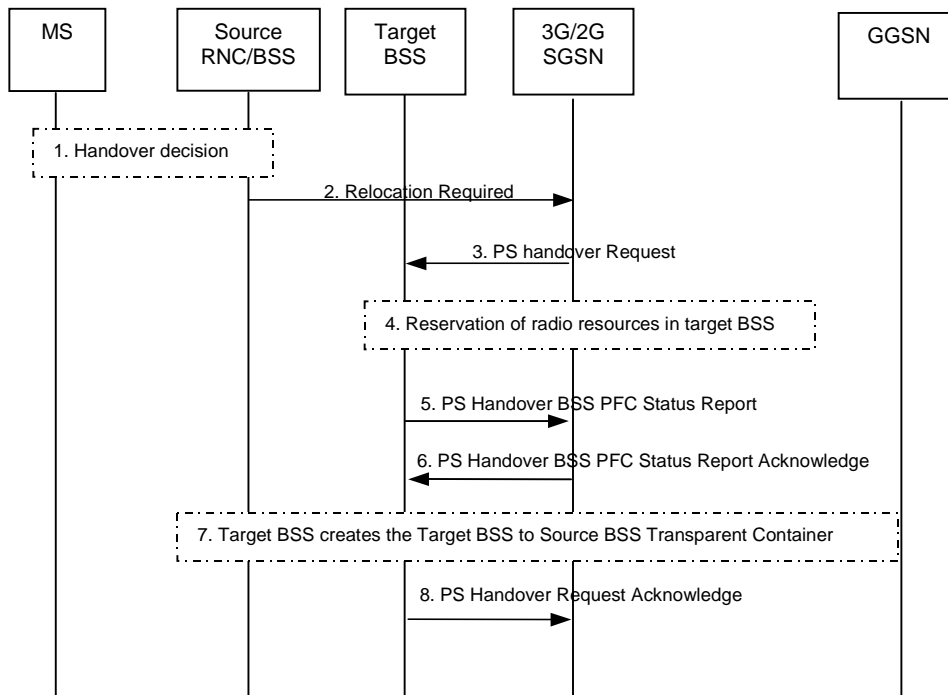 MS
Source
RNC/BSS
Target
BSS
3G/2G
SGSN
GGSN
1. Handover decision
2. Relocation Required
3. PS handover Request
4. Reservation of radio resources in target BSS
5. PS Handover BSS PFC Status Report
6. PS Handover BSS PFC Status Report Acknowledge
7. Target BSS creates the Target BSS to Source BSS Transparent Container
8. PS Handover Request Acknowledge